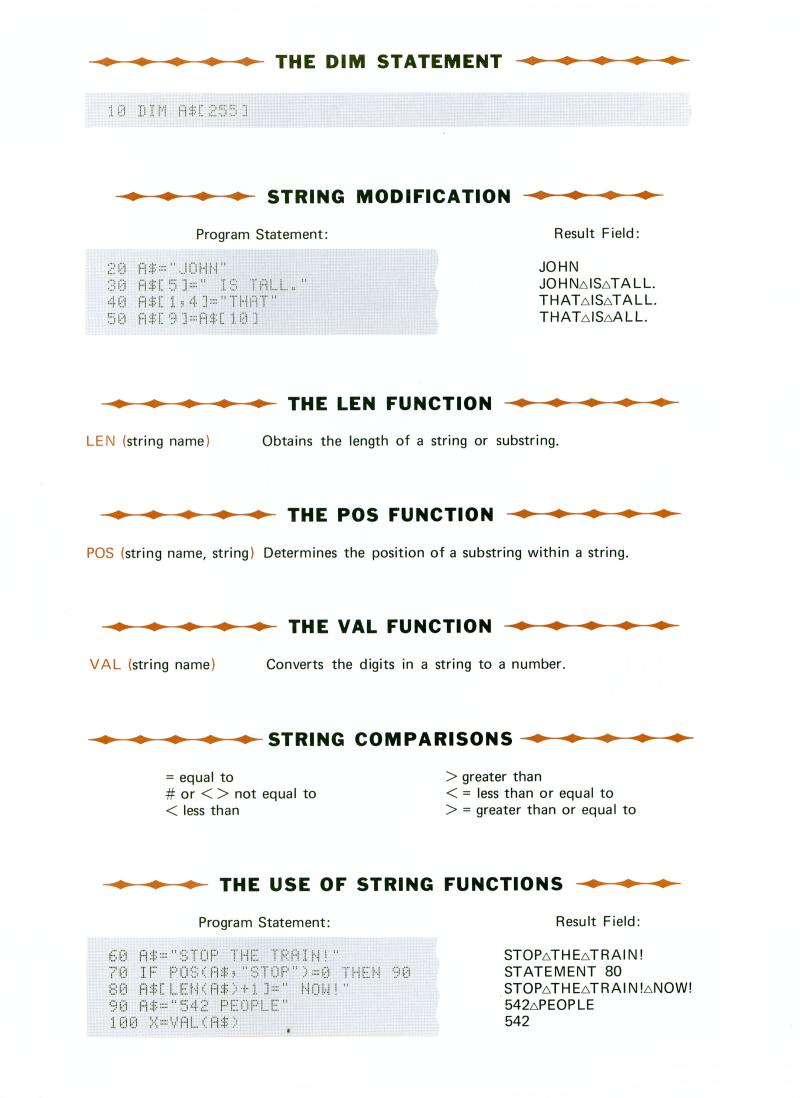 THE DIM STATEMENT
10 DIM A$[255]
STRING MODIFICATION
Program Statement:
Result Field:
20 A$="JOHN"
JOHN
30 A$[5]=" IS TALL."
JOHN△IS△TALL.
40 A$[1,4]="THAT"
THAT△IS△TALL.
50 A$[9]=A$[10]
THAT△IS△ALL.
THE LEN FUNCTION
LEN (string name) Obtains the length of a string or substring.
THE POS FUNCTION
POS (string name, string) Determines the position of a substring within a string.
THE VAL FUNCTION
VAL (string name) Converts the digits in a string to a number.
STRING COMPARISONS
= equal to
> greater than
# or < > not equal to
< = less than or equal to
< less than
> = greater than or equal to
THE USE OF STRING FUNCTIONS
Program Statement:
Result Field:
60 A$="STOP THE TRAIN!"
STOP△THE△TRAIN!
70 IF POS(A$,"STOP")=0 THEN 90
STATEMENT 80
80 A$[LEN(A$)+1]=" NOW!"
STOP△THE△TRAIN!△NOW!
90 A$="542 PEOPLE"
542△PEOPLE
100 X=VAL(A$)
542